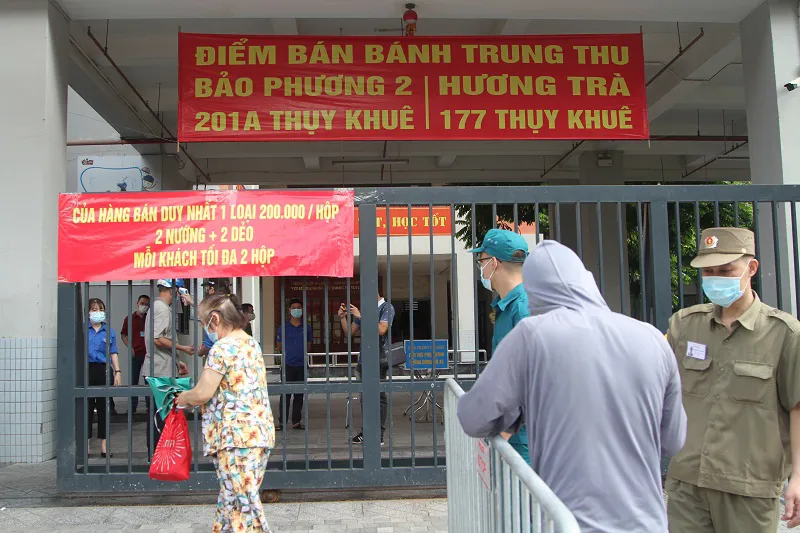 ĐIỂM BÁN BÁNH TRUNG THU
BẢO PHƯƠNG 2 | HƯƠNG TRÀ
201A THỤY KHUÊ | 177 THỤY KHUÊ
CỦA HÀNG BÁN DUY NHẤT 1 LOẠI 200.000 / HỘP
2 NƯỚNG + 2 DẺO
MỖI KHÁCH TỐI ĐA 2 HỘP
T, HỌC TỐT